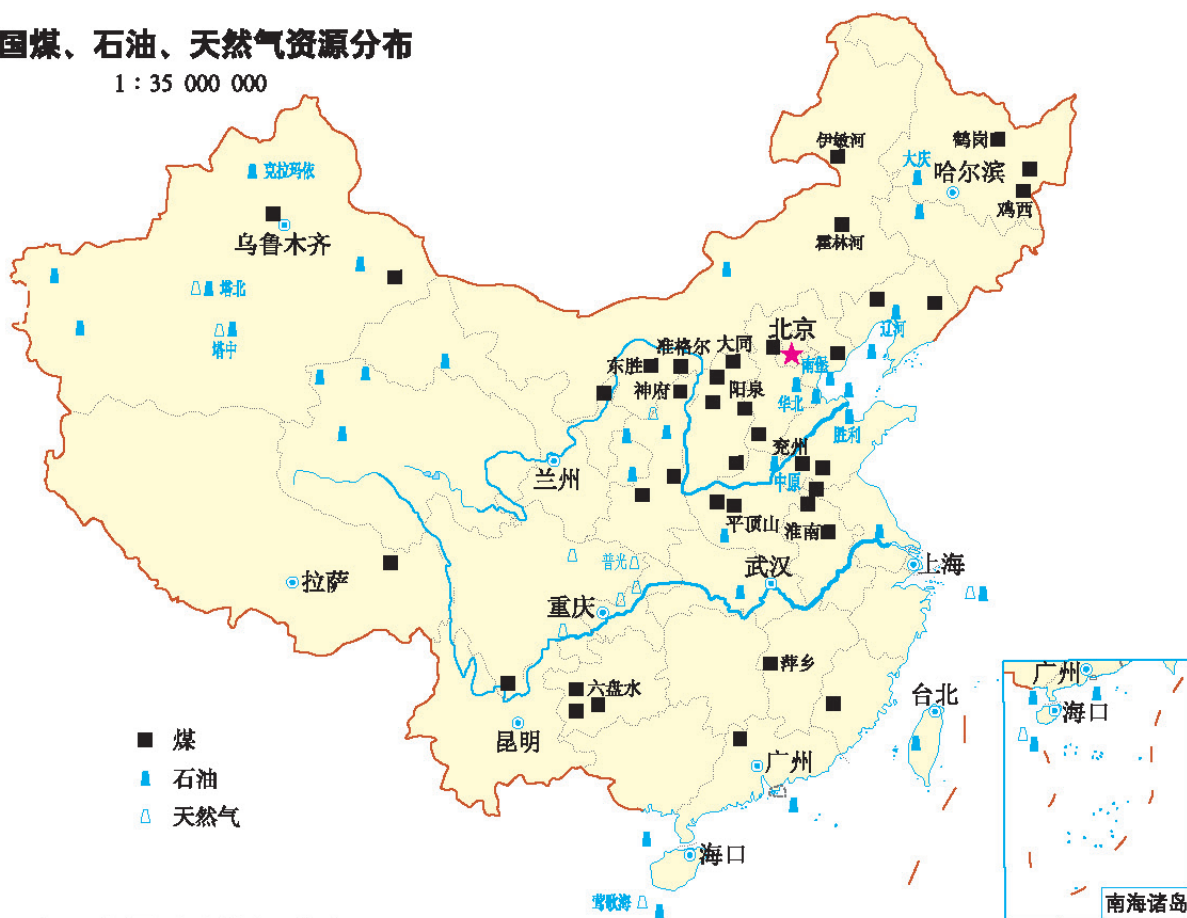 国煤、石油、天然气资源分布
1：35 000 000
伊敏河
鹤岗
大庆
哈尔滨
鸡西
克拉玛依
乌鲁木齐
霍林河
塔北
塔中
辽河
北京
准格尔
大同
东胜
南堡
神府
阳泉
华北
胜利
兖州
兰州
中原
平顶山
淮南
普光
武汉
上海
拉萨
重庆
萍乡
六盘水
昆明
台北
广州
海口
莺歌海
煤
石油
天然气
广州
海口
南海诸岛